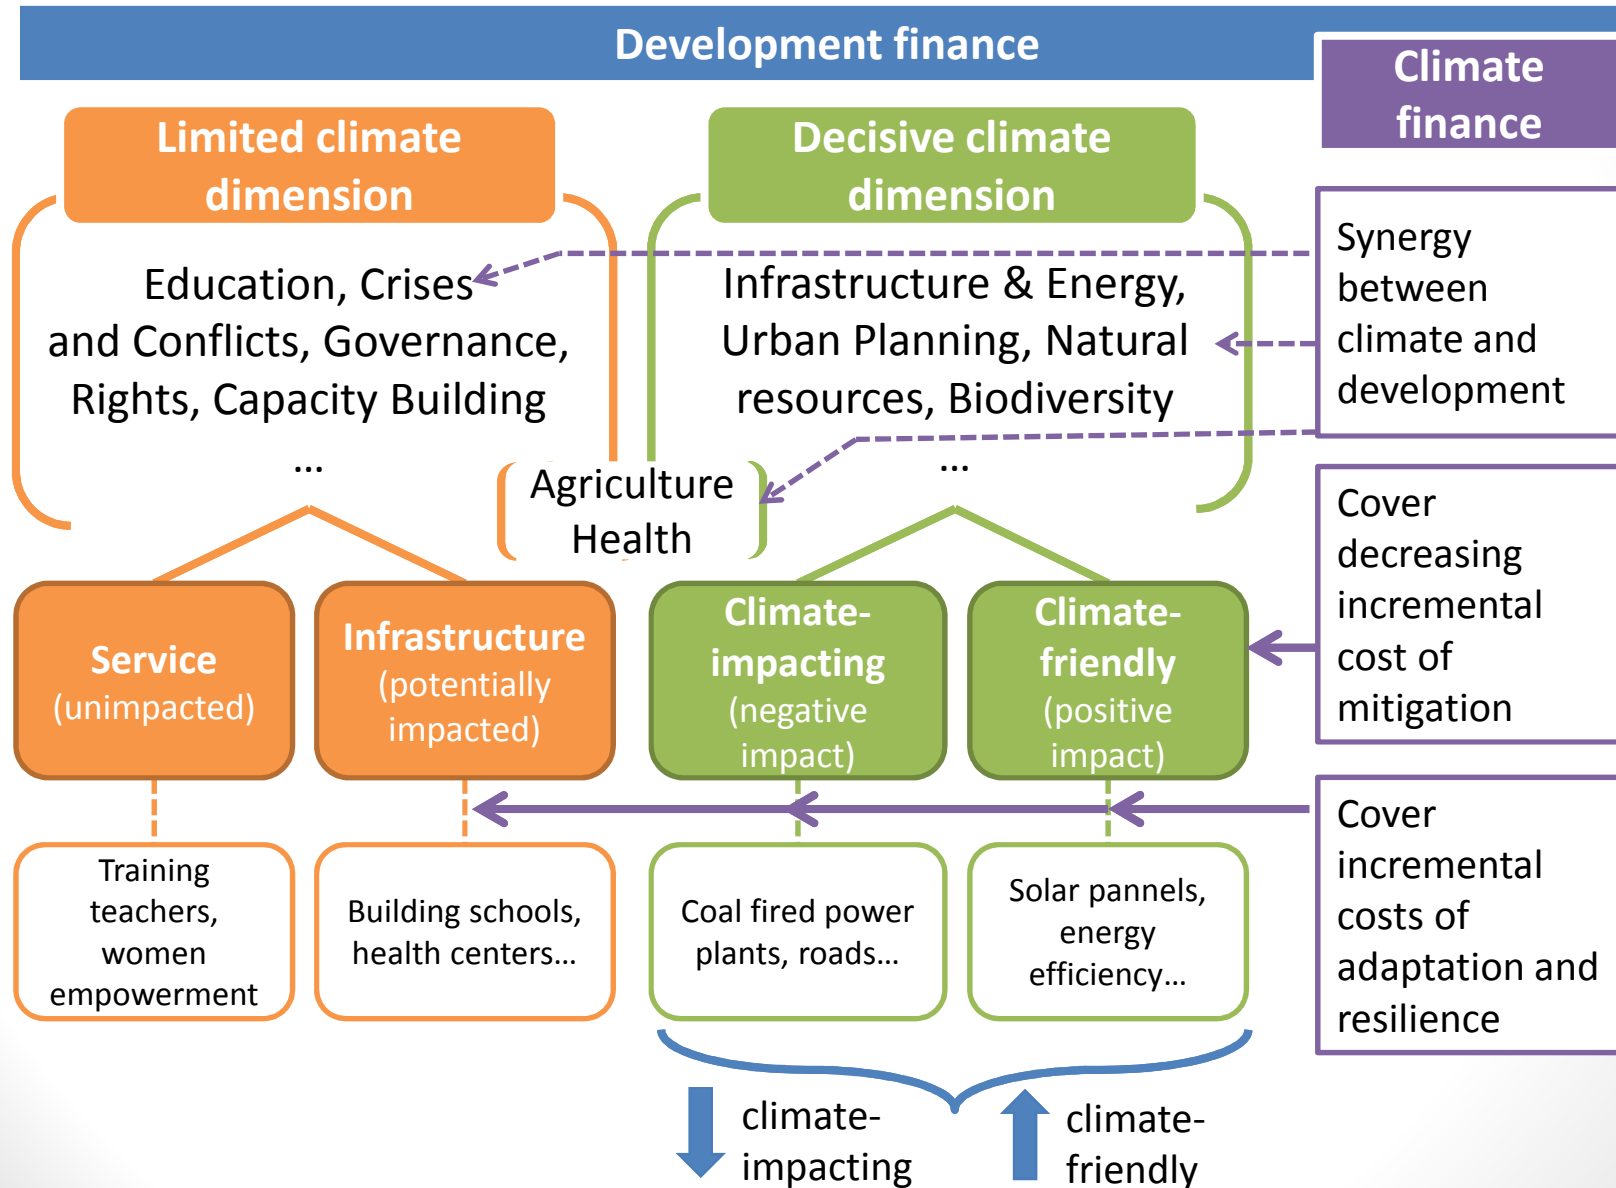 Development finance
Climate
finance
Limited climate
dimension
Decisive climate
dimension
Education, Crises
and Conflicts, Governance,
Rights, Capacity Building
...
Infrastructure & Energy,
Urban Planning, Natural
resources, Biodiversity
...
Agriculture
Health
Synergy
between
climate and
development
Service
(unimpacted)
Infrastructure
(potentially
impacted)
Climate-
impacting
(negative
impact)
Climate-
friendly
(positive
impact)
Cover
decreasing
incremental
cost of
mitigation
Training
teachers,
women
empowerment
Building schools,
health centers...
Coal fired power
plants, roads...
Solar pannels,
energy
efficiency...
Cover
incremental
costs of
adaptation and
resilience
climate-
impacting
climate-
friendly